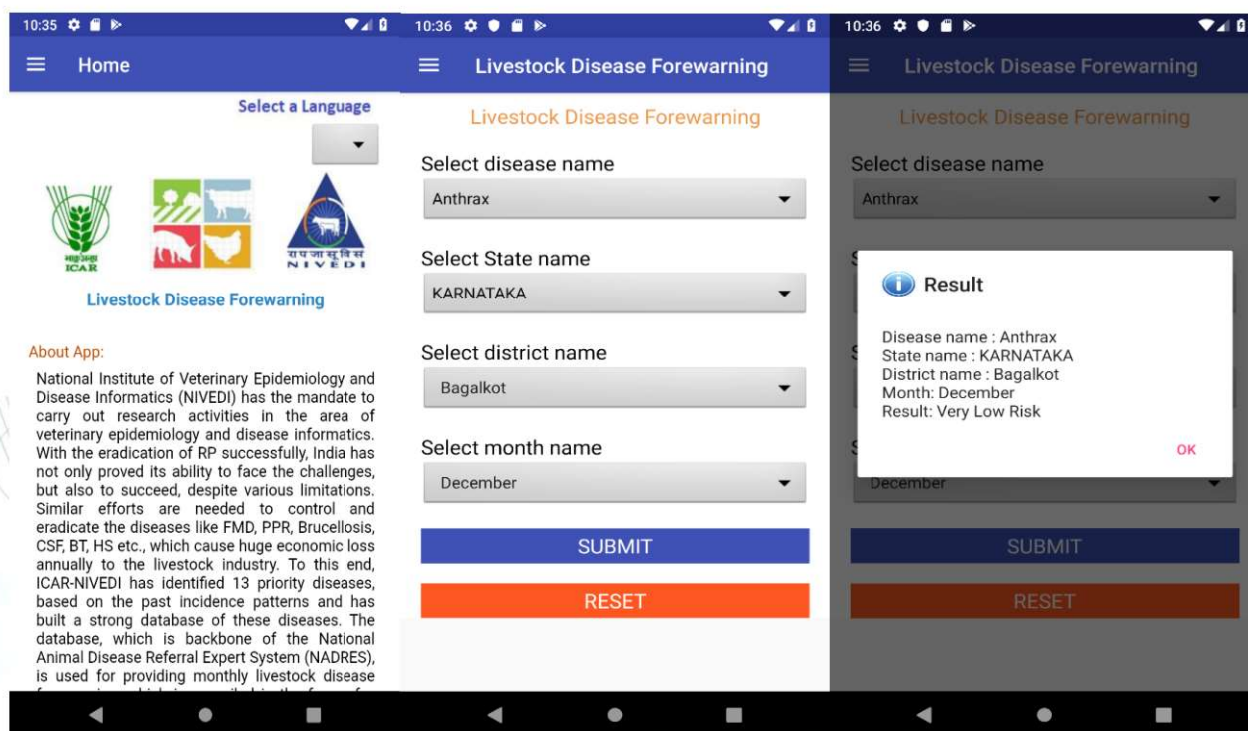 10:35
Home
Select a Language
ICAR
NIVEDI
Livestock Disease Forewarning
About App:
National Institute of Veterinary Epidemiology and
Disease Informatics (NIVEDI) has the mandate to
carry out research activities in the area of
veterinary epidemiology and disease informatics.
With the eradication of RP successfully, India has
not only proved its ability to face the challenges,
but also to succeed, despite various limitations.
Similar efforts are needed to control and
eradicate the diseases like FMD, PPR, Brucellosis,
CSF, BT, HS etc., which cause huge economic loss
annually to the livestock industry. To this end,
ICAR-NIVEDI has identified 13 priority diseases,
based on the past incidence patterns and has
built a strong database of these diseases. The
database, which is backbone of the National
Animal Disease Referral Expert System (NADRES),
is used for providing monthly livestock disease
10:36
Livestock Disease Forewarning
Livestock Disease Forewarning
Select disease name
Anthrax
Select State name
KARNATAKA
Select district name
Bagalkot
Select month name
December
SUBMIT
RESET
10:36
Livestock Disease Forewarning
Livestock Disease Forewarning
Select disease name
Anthrax
Result
Disease name : Anthrax
State name : KARNATAKA
District name : Bagalkot
Month: December
Result: Very Low Risk
OK
December
SUBMIT
RESET